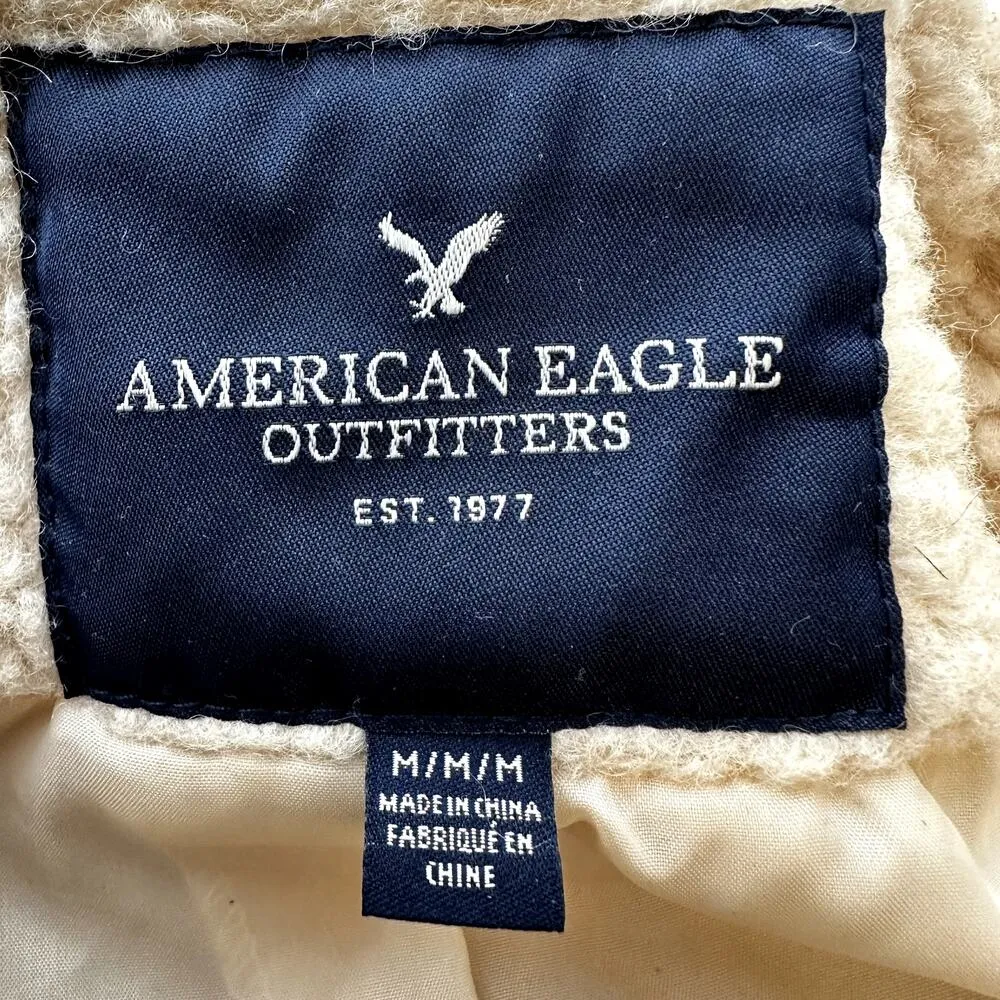 AMERICAN EAGLE
OUTFITTERS
EST. 1977
M/M/M
MADE IN CHINA
FABRIQUÉ EN
CHINE